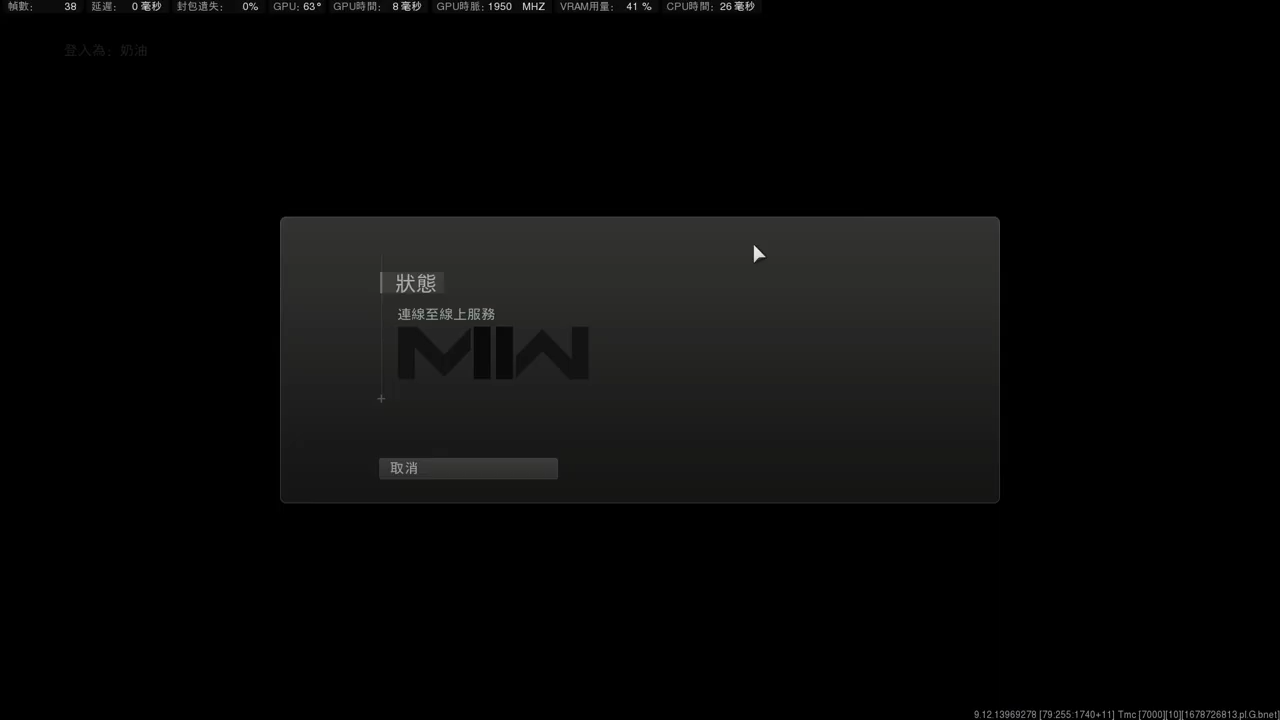 幀數: 38 延遲: 0 毫秒 封包遺失: 0% GPU: 63° GPU時間: 8 毫秒 GPU時脈: 1950 MHZ VRAM用量: 41 % CPU時間: 26 毫秒
登入為: 奶油
狀態
連線至線上服務
MIIW
取消
9.12.13969278 [79:255:1740+11] Tmc [7000][10][1678726813.pl.G.bnet]